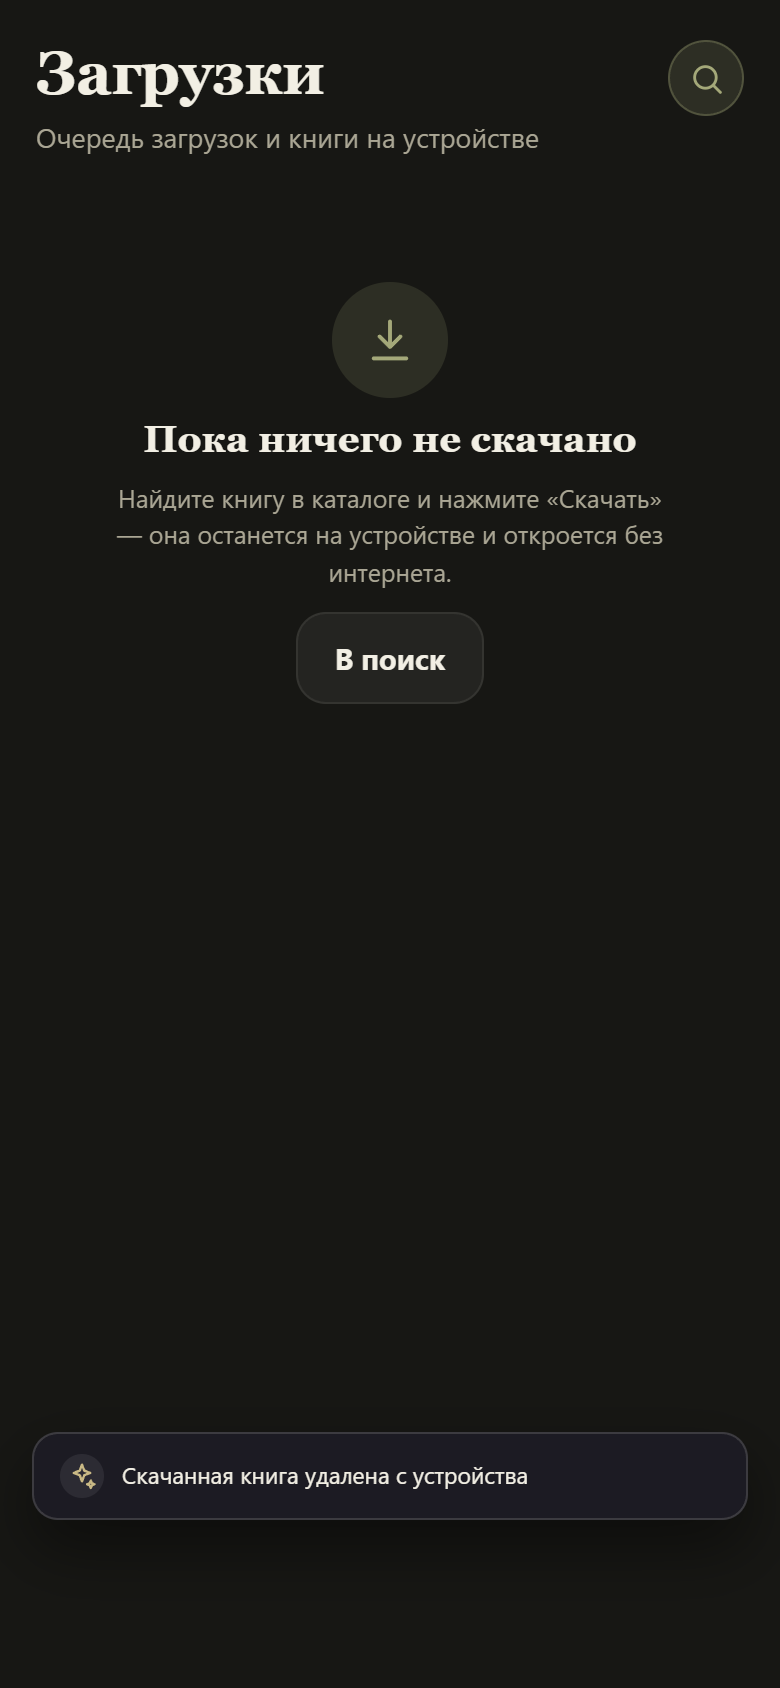 Загрузки
Очередь загрузок и книги на устройстве
Пока ничего не скачано
Найдите книгу в каталоге и нажмите «Скачать»
— она останется на устройстве и откроется без
интернета.
В поиск
Скачанная книга удалена с устройства